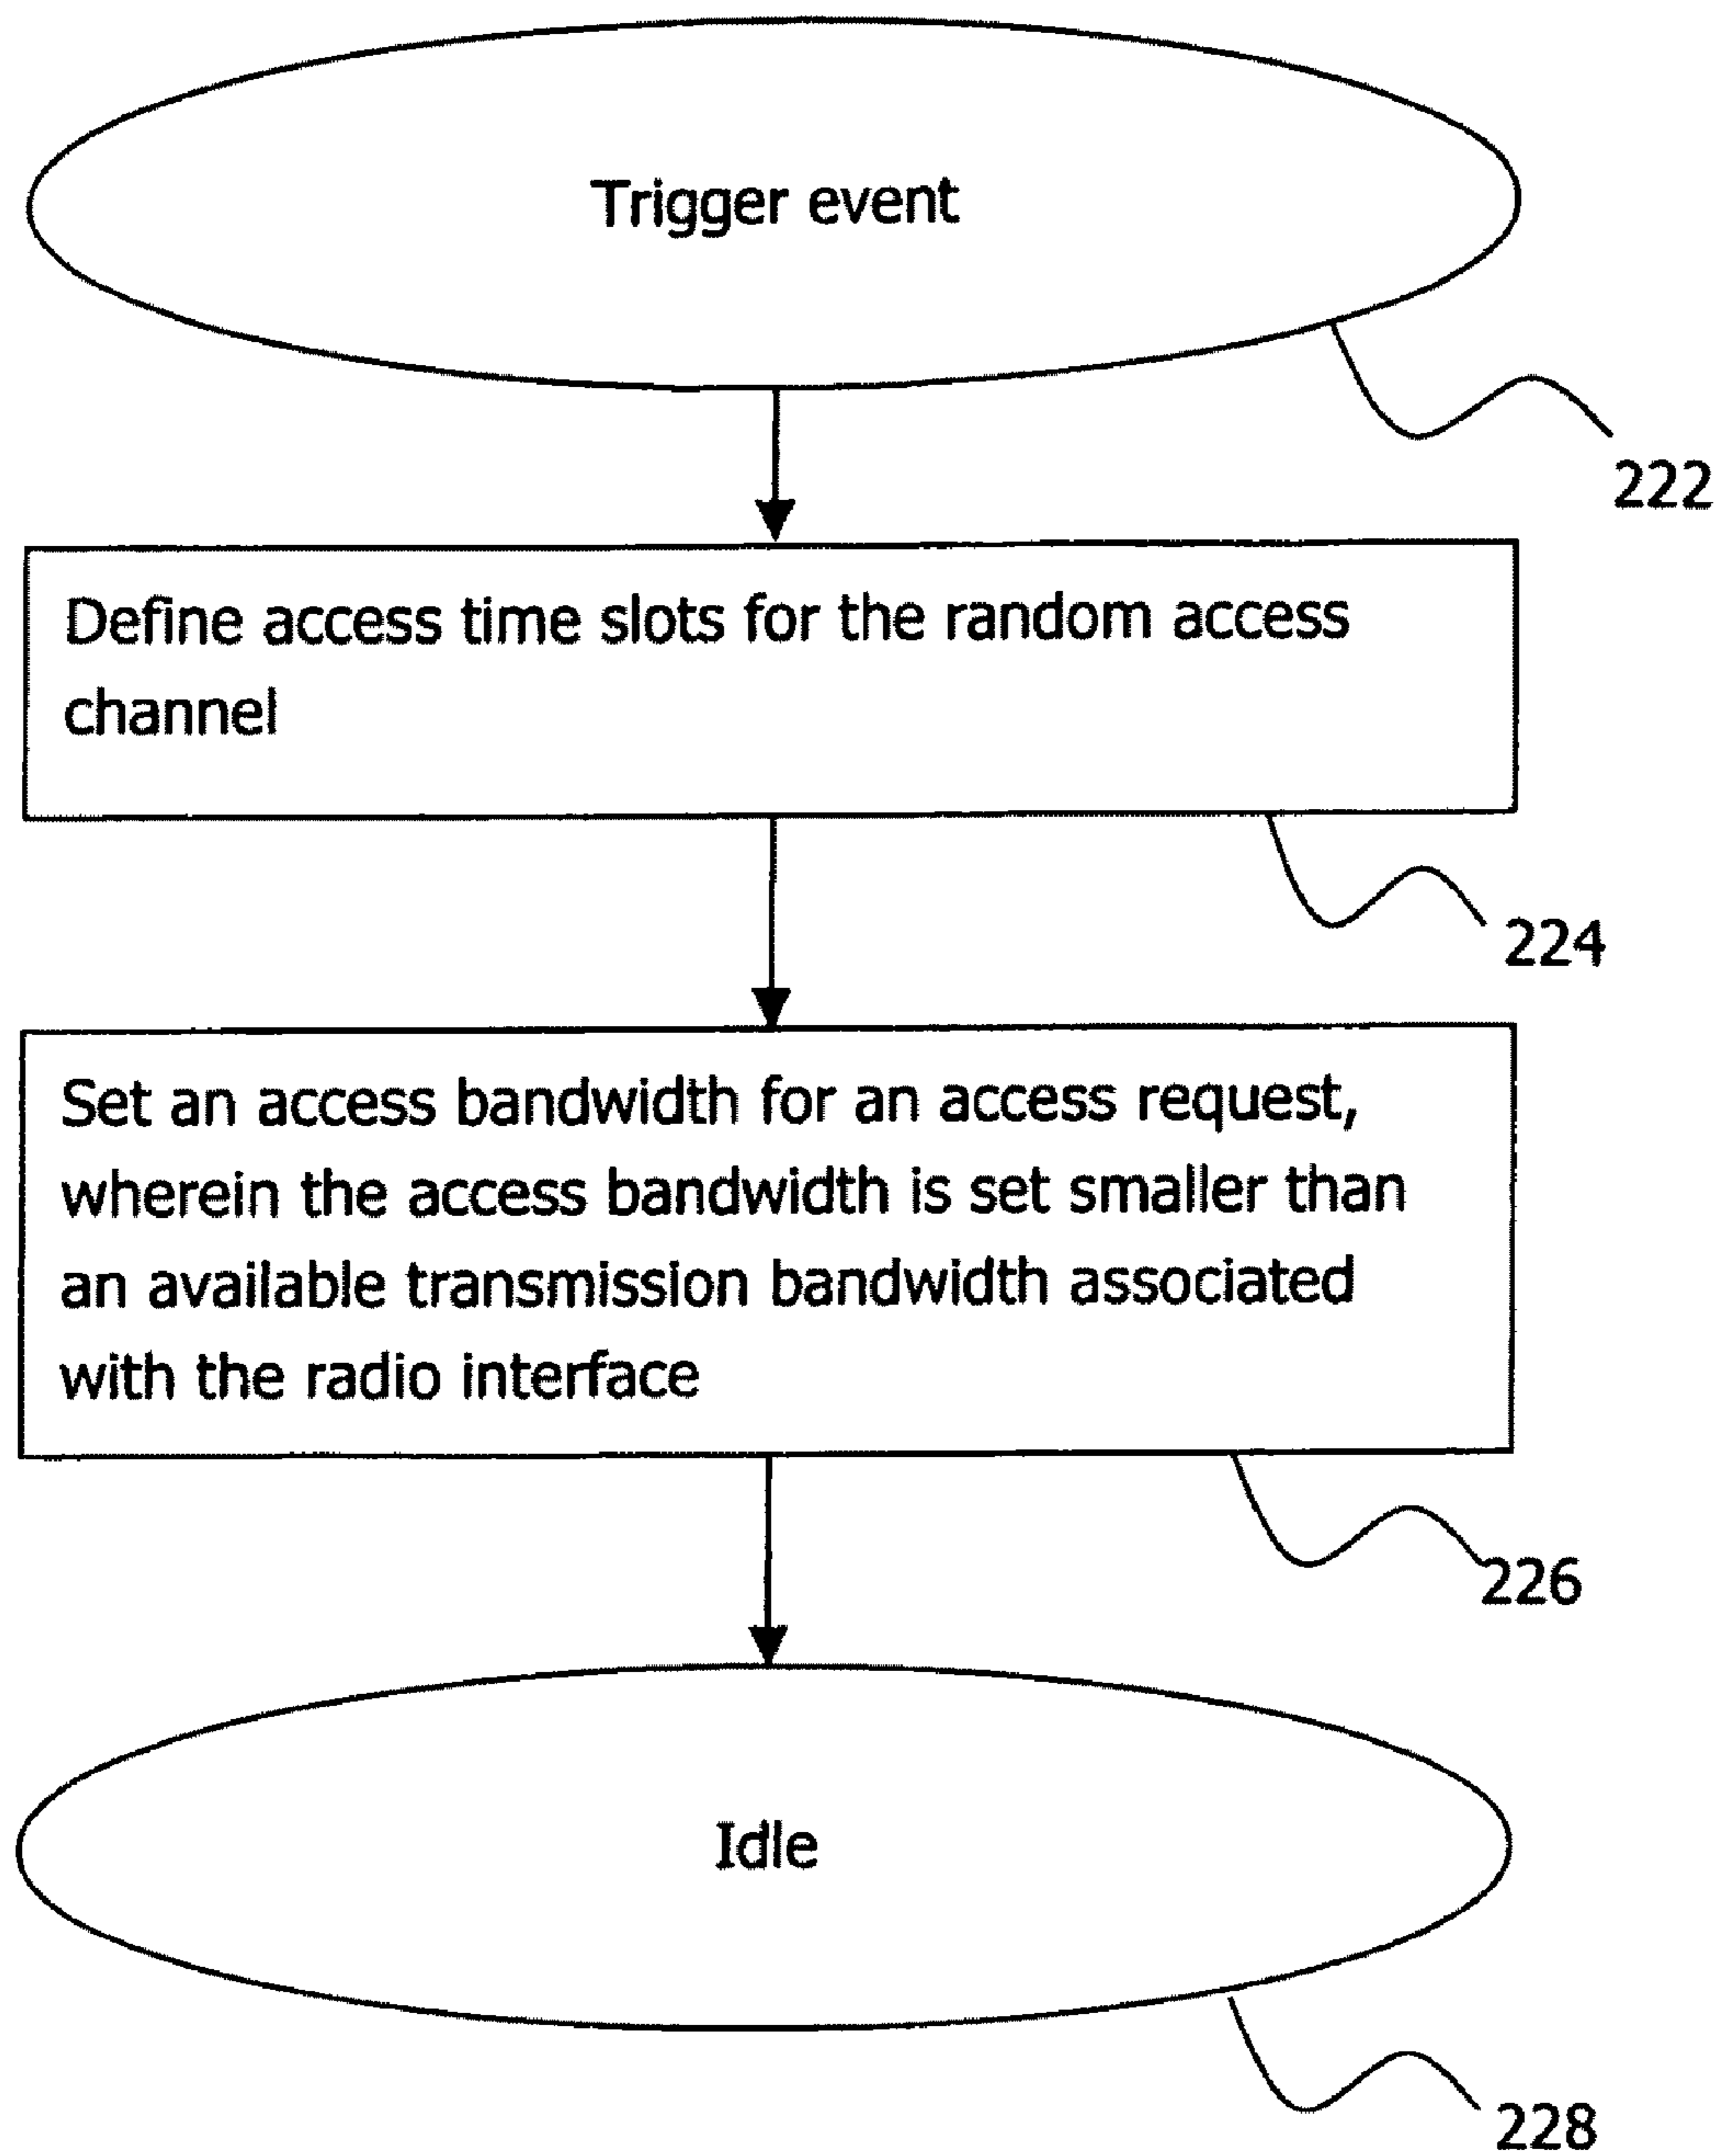 Trigger event
222
Define access time slots for the random access
channel
224
Set an access bandwidth for an access request,
wherein the access bandwidth is set smaller than
an available transmission bandwidth associated
with the radio interface
226
Idle
228